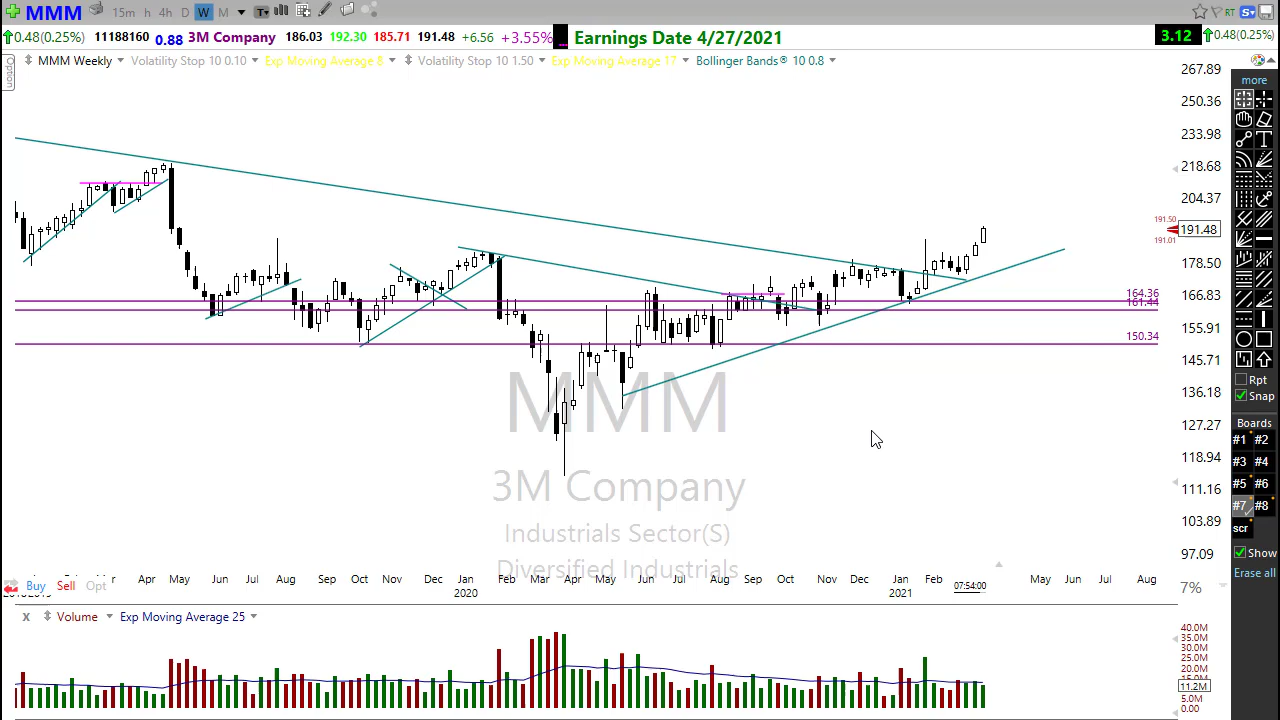 MMM 15m h 4h D W M T RT S
0.48(0.25%) 11188160 0.88 3M Company 186.03 192.30 185.71 191.48 +6.56 +3.55% Earnings Date 4/27/2021 3.12 0.48(0.25%)
Option
MMM Weekly Volatility Stop 10 0.10 Exp Moving Average 8 Volatility Stop 10 1.50 Exp Moving Average 17 Bollinger Bands® 10 0.8
267.89
250.36
233.98
218.68
204.37
191.50
191.48
191.01
178.50
164.36
166.83
161.44
155.91
150.34
145.71
136.18
127.27
118.94
111.16
103.89
97.09
more
T
Rpt
Snap
Boards
#1 #2
#3 #4
#5 #6
#7 #8
scr
Show
Erase all
MMM
3M Company
Industrials Sector(S)
Diversified Industrials
Apr May Jun Jul Aug Sep Oct Nov Dec Jan Feb Mar Apr May Jun Jul Aug Sep Oct Nov Dec Jan Feb 07:54:00 May Jun Jul Aug
2020 2021
Buy Sell Opt
7%
x Volume Exp Moving Average 25
40.0M
35.0M
30.0M
25.0M
20.0M
11.2M
5.0M
0.00